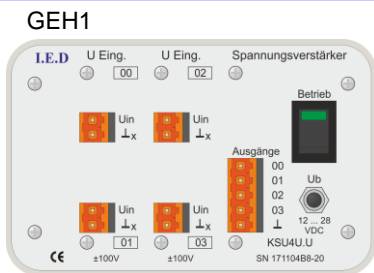 GEH1
I.E.D U Eing. U Eing. Spannungsverstärker
00 02
Betrieb
Uin Uin
⊥x ⊥x
Ausgänge
00
01 Ub
02
Uin Uin 03
⊥x ⊥x ⊥ 12 ... 28
VDC
01 03 KSU4U.U
CE ±100V ±100V SN 171104B8-20